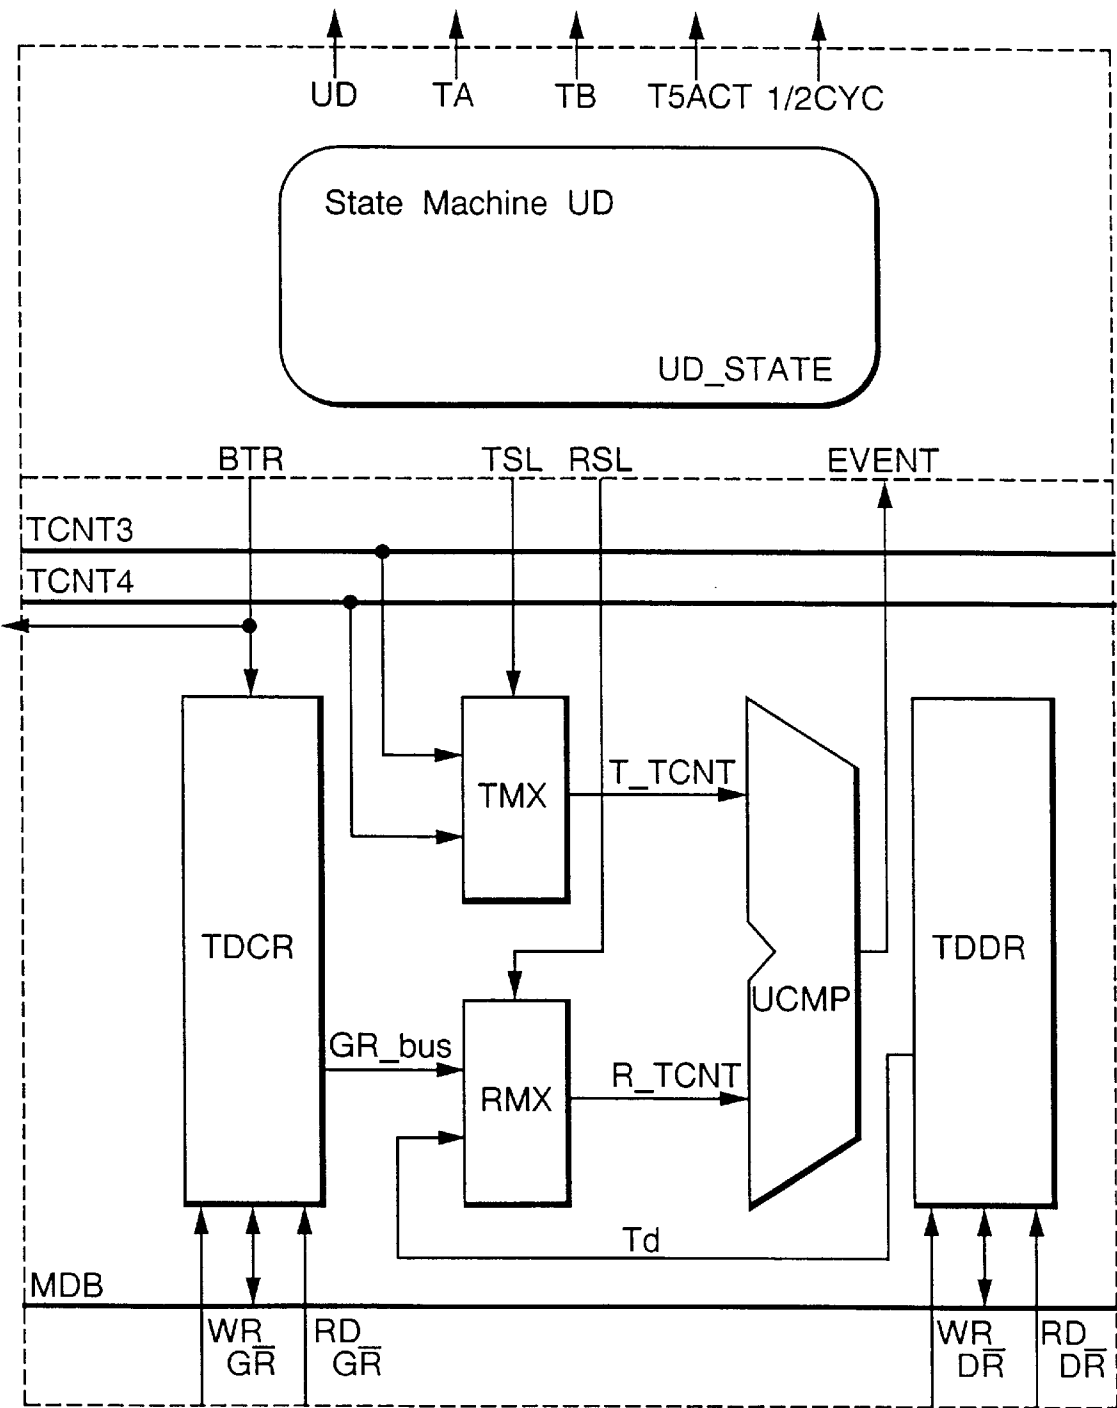 UD TA TB T5ACT 1/2CYC
State Machine UD
UD_STATE
BTR TSL RSL EVENT
TCNT3
TCNT4
TMX
T_TCNT
TDCR
TDDR
UCMP
GR_bus
RMX
R_TCNT
Td
MDB
WR_ RD_ WR_ RD_
GR̅ GR̅ DR̅ DR̅